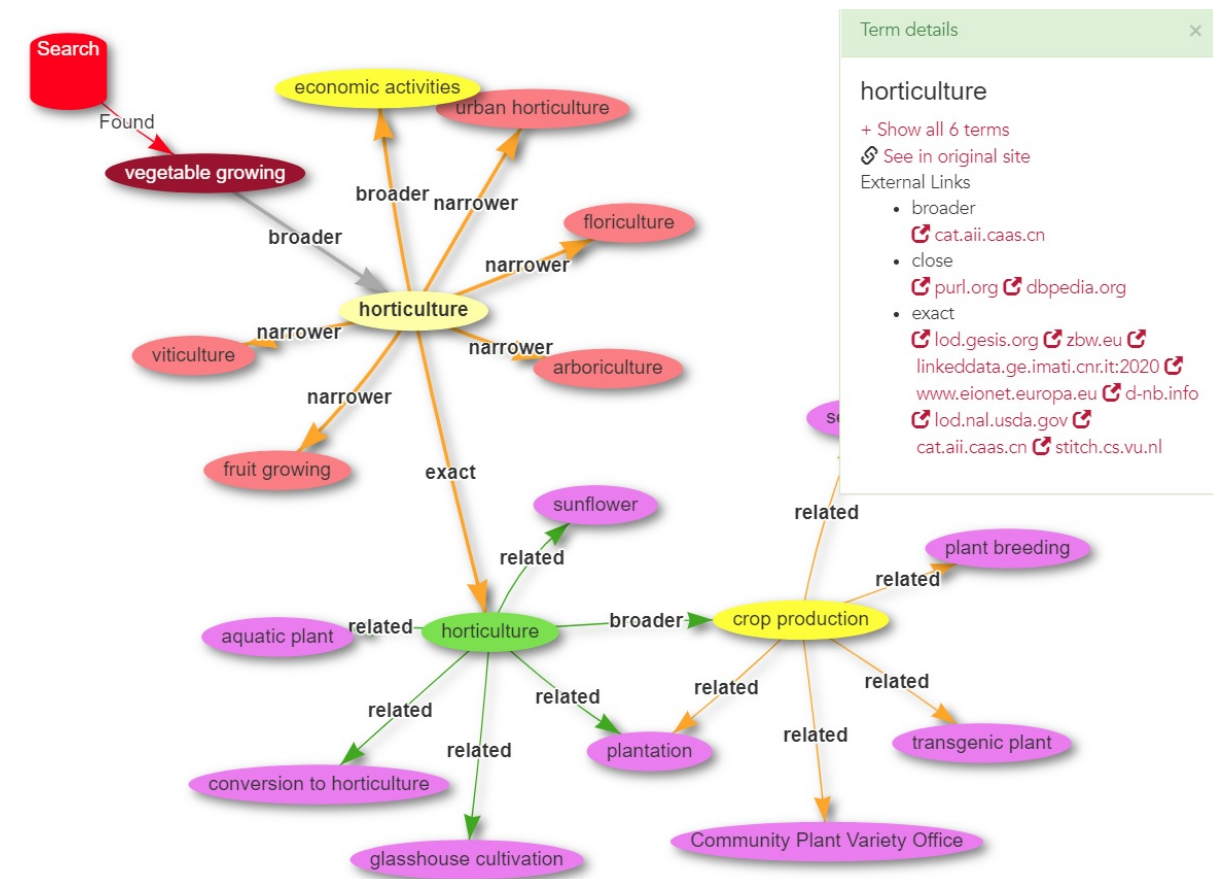 Search
Found
vegetable growing
broader
economic activities
urban horticulture
broader
narrower
floriculture
narrower
horticulture
narrower
viticulture
narrower
arboriculture
narrower
fruit growing
exact
sunflower
related
aquatic plant
related
horticulture
broader
crop production
related
plant breeding
related
related
conversion to horticulture
related
glasshouse cultivation
related
plantation
related
related
transgenic plant
related
Community Plant Variety Office
Term details
×
horticulture
+ Show all 6 terms
See in original site
External Links
• broader
cat.aii.caas.cn
• close
purl.org dbpedia.org
• exact
lod.gesis.org zbw.eu
linkeddata.ge.imati.cnr.it:2020
www.eionet.europa.eu d-nb.info
lod.nal.usda.gov
cat.aii.caas.cn stitch.cs.vu.nl